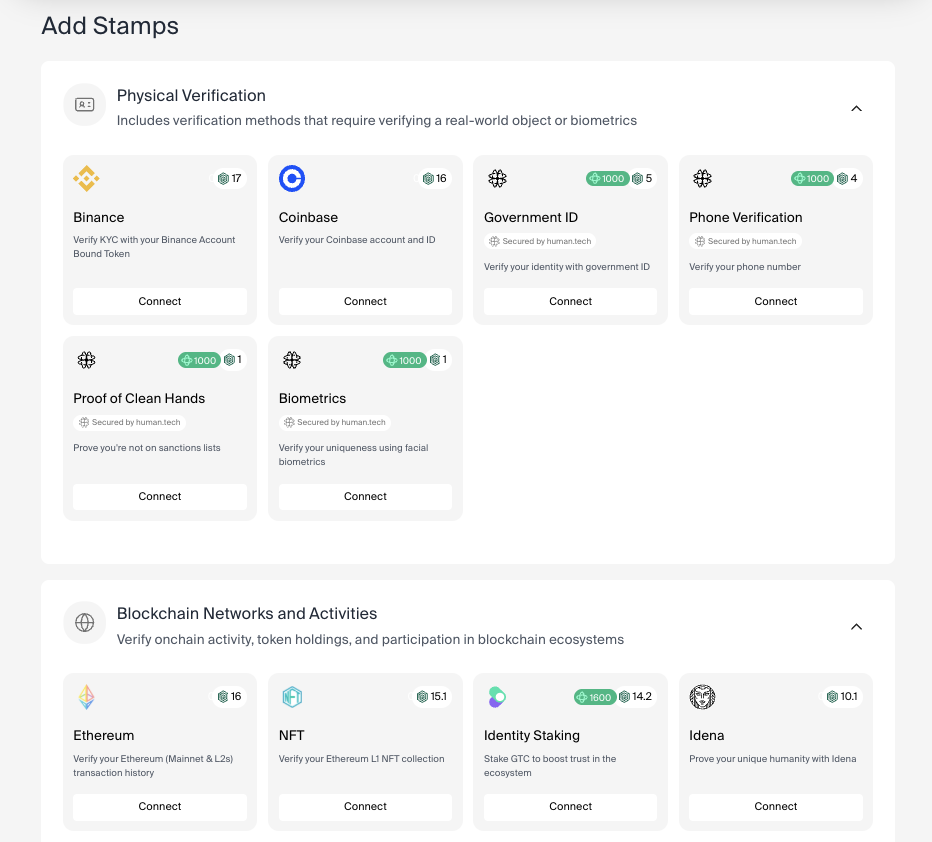 Add Stamps
Physical Verification
Includes verification methods that require verifying a real-world object or biometrics
17
Binance
Verify KYC with your Binance Account
Bound Token
Connect
16
Coinbase
Verify your Coinbase account and ID
Connect
1000 5
Government ID
Secured by human.tech
Verify your identity with government ID
Connect
1000 4
Phone Verification
Secured by human.tech
Verify your phone number
Connect
1000 1
Proof of Clean Hands
Secured by human.tech
Prove you're not on sanctions lists
Connect
1000 1
Biometrics
Secured by human.tech
Verify your uniqueness using facial
biometrics
Connect
Blockchain Networks and Activities
Verify onchain activity, token holdings, and participation in blockchain ecosystems
16
Ethereum
Verify your Ethereum (Mainnet & L2s)
transaction history
Connect
NFT
15.1
NFT
Verify your Ethereum L1 NFT collection
Connect
1600 14.2
Identity Staking
Stake GTC to boost trust in the
ecosystem
Connect
10.1
Idena
Prove your unique humanity with Idena
Connect